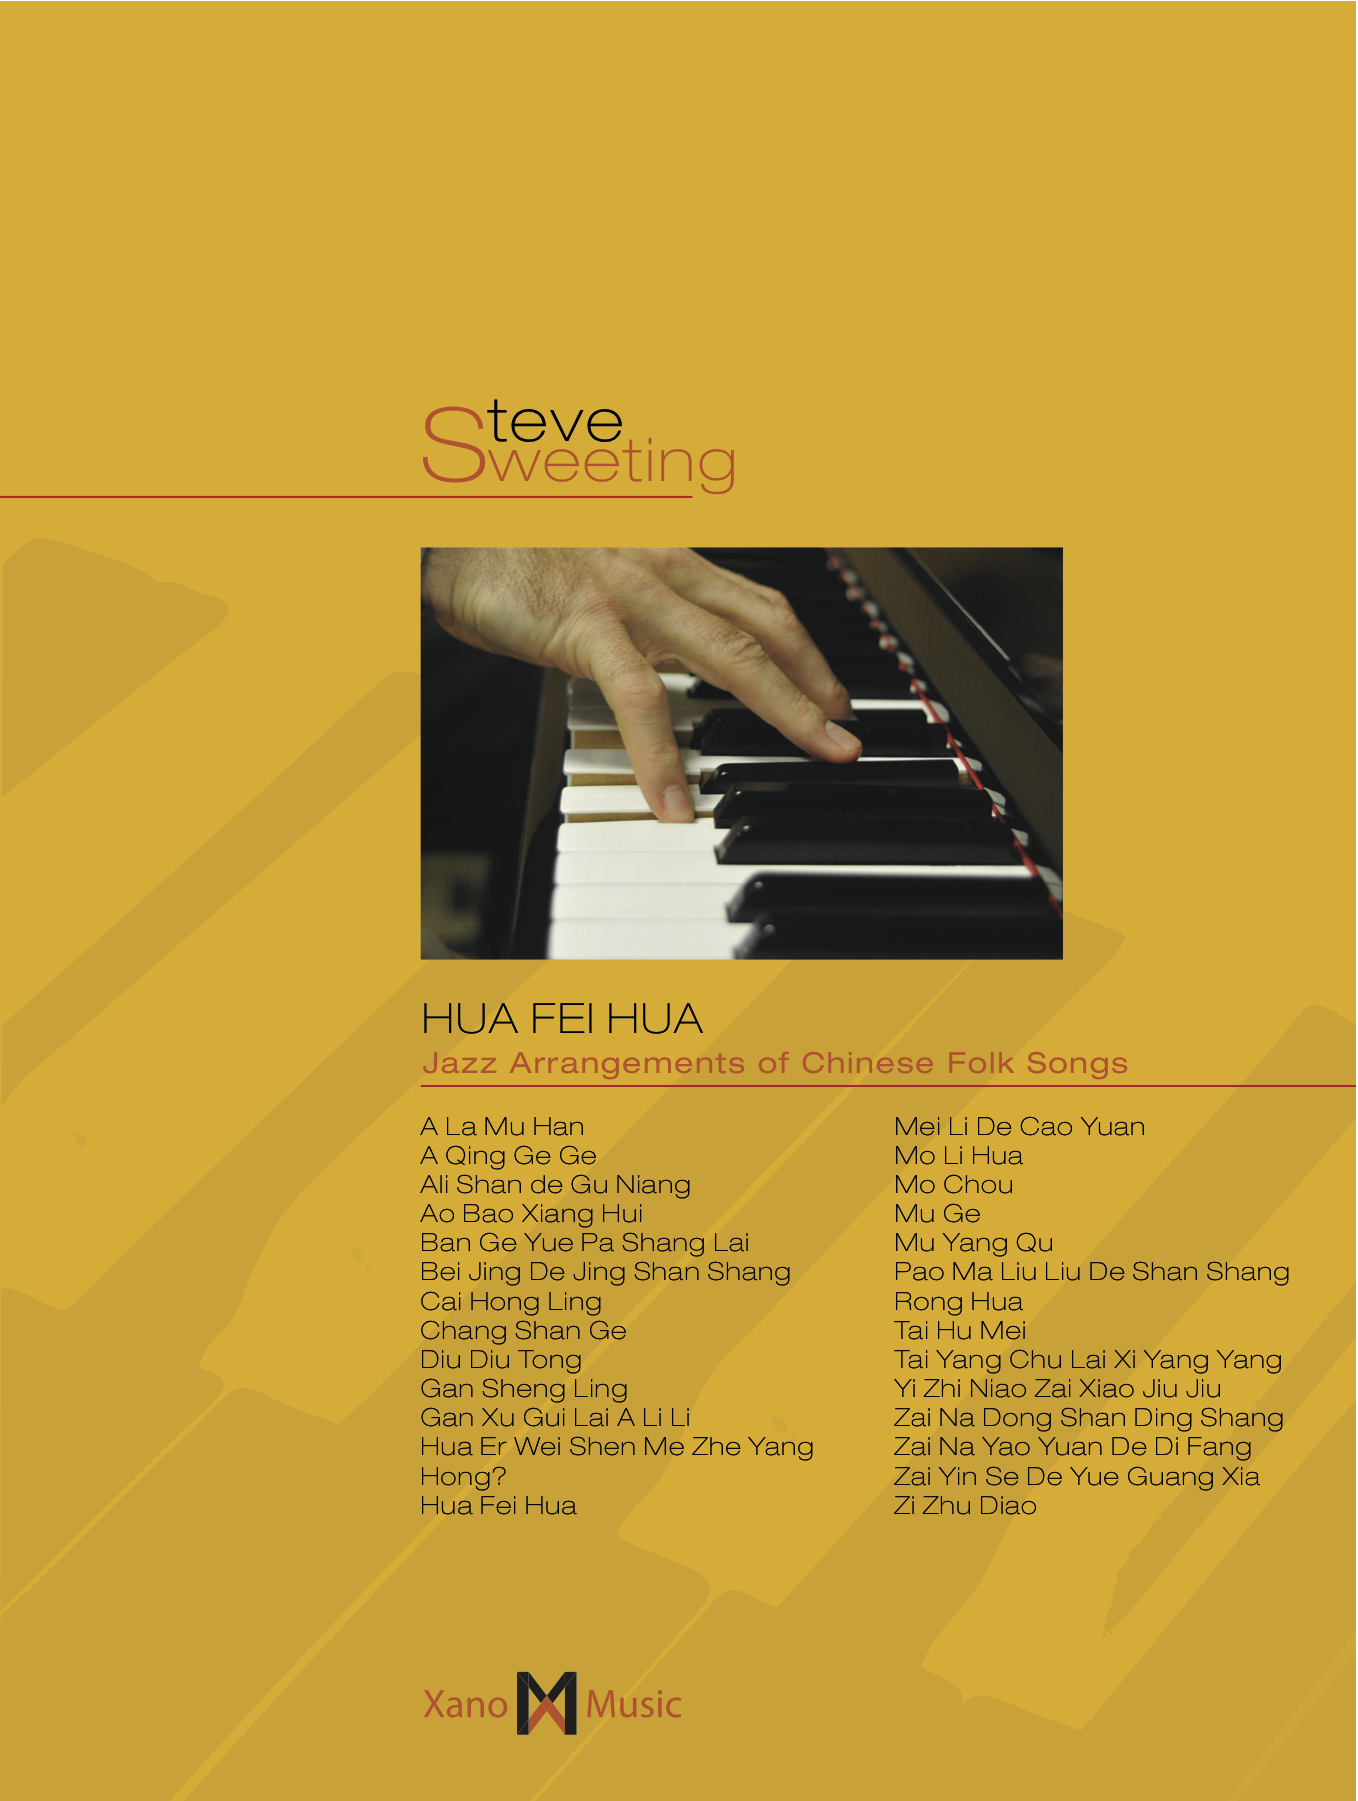 Steve
Sweeting
HUA FEI HUA
Jazz Arrangements of Chinese Folk Songs
A La Mu Han
A Qing Ge Ge
Ali Shan de Gu Niang
Ao Bao Xiang Hui
Ban Ge Yue Pa Shang Lai
Bei Jing De Jing Shan Shang
Cai Hong Ling
Chang Shan Ge
Diu Diu Tong
Gan Sheng Ling
Gan Xu Gui Lai A Li Li
Hua Er Wei Shen Me Zhe Yang
Hong?
Hua Fei Hua
Mei Li De Cao Yuan
Mo Li Hua
Mo Chou
Mu Ge
Mu Yang Qu
Pao Ma Liu Liu De Shan Shang
Rong Hua
Tai Hu Mei
Tai Yang Chu Lai Xi Yang Yang
Yi Zhi Niao Zai Xiao Jiu Jiu
Zai Na Dong Shan Ding Shang
Zai Na Yao Yuan De Di Fang
Zai Yin Se De Yue Guang Xia
Zi Zhu Diao
Xano Music